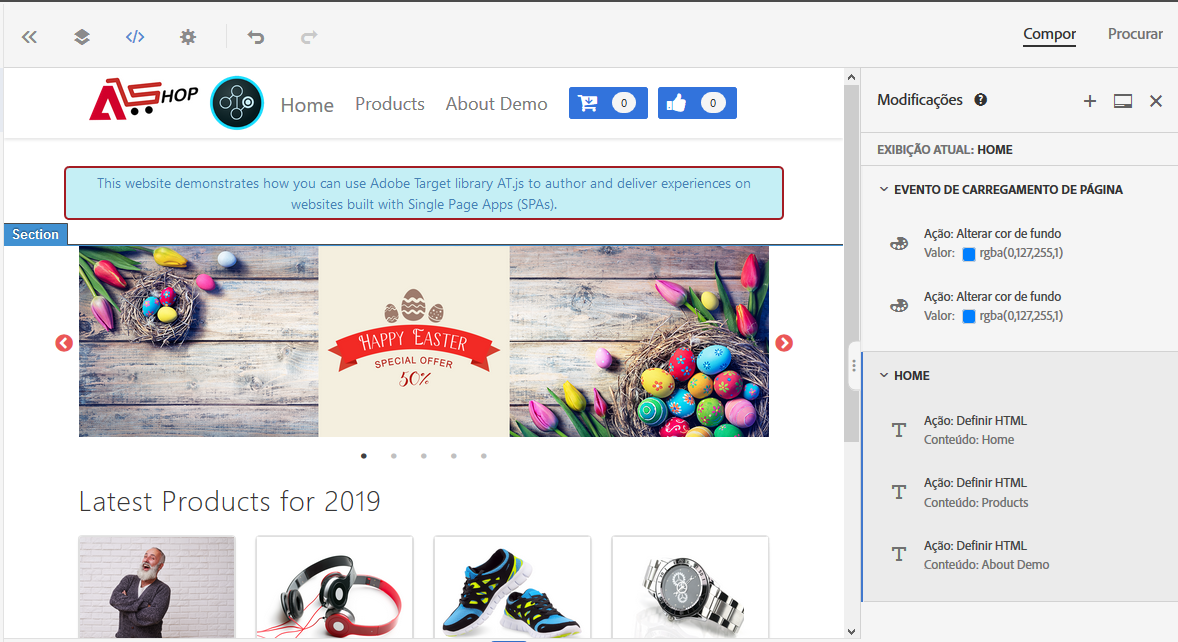 Compor
Procurar
ASHOP
Home
Products
About Demo
0
0
This website demonstrates how you can use Adobe Target library AT.js to author and deliver experiences on
websites built with Single Page Apps (SPAs).
Section
HAPPY EASTER
SPECIAL OFFER
50%
Latest Products for 2019
Modificações
EXIBIÇÃO ATUAL: HOME
EVENTO DE CARREGAMENTO DE PÁGINA
Ação: Alterar cor de fundo
Valor: rgba(0,127,255,1)
Ação: Alterar cor de fundo
Valor: rgba(0,127,255,1)
HOME
Ação: Definir HTML
Conteúdo: Home
Ação: Definir HTML
Conteúdo: Products
Ação: Definir HTML
Conteúdo: About Demo